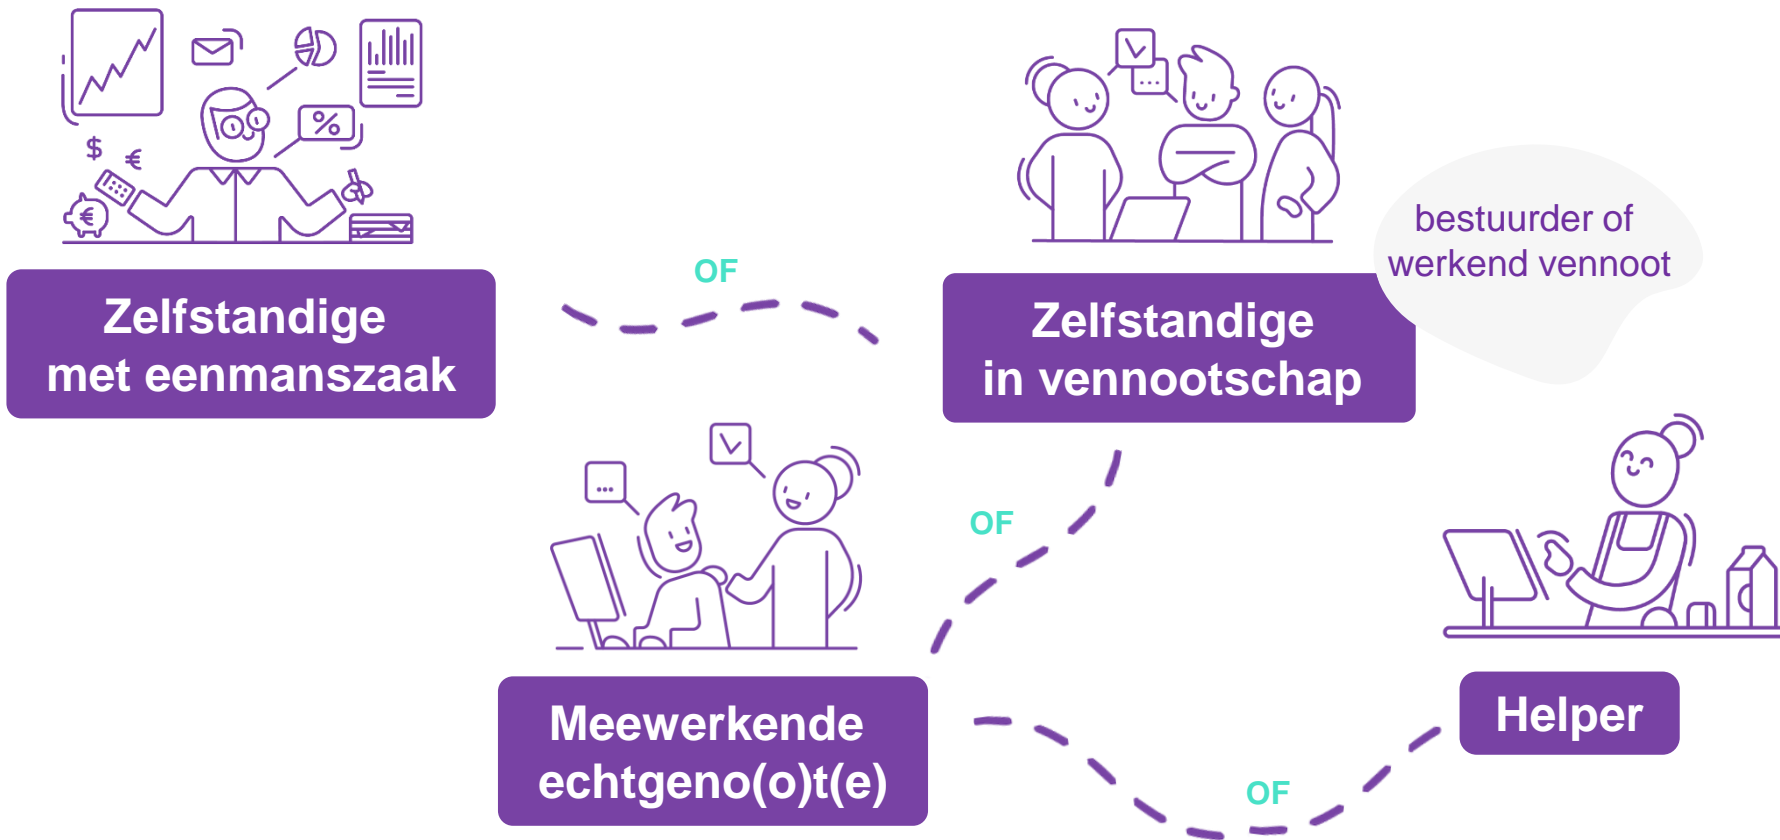 %
$
€
€
Zelfstandige
met eenmanszaak
OF
...
Zelfstandige
in vennootschap
bestuurder of
werkend vennoot
...
OF
Meewerkende
echtgeno(o)t(e)
Helper
OF